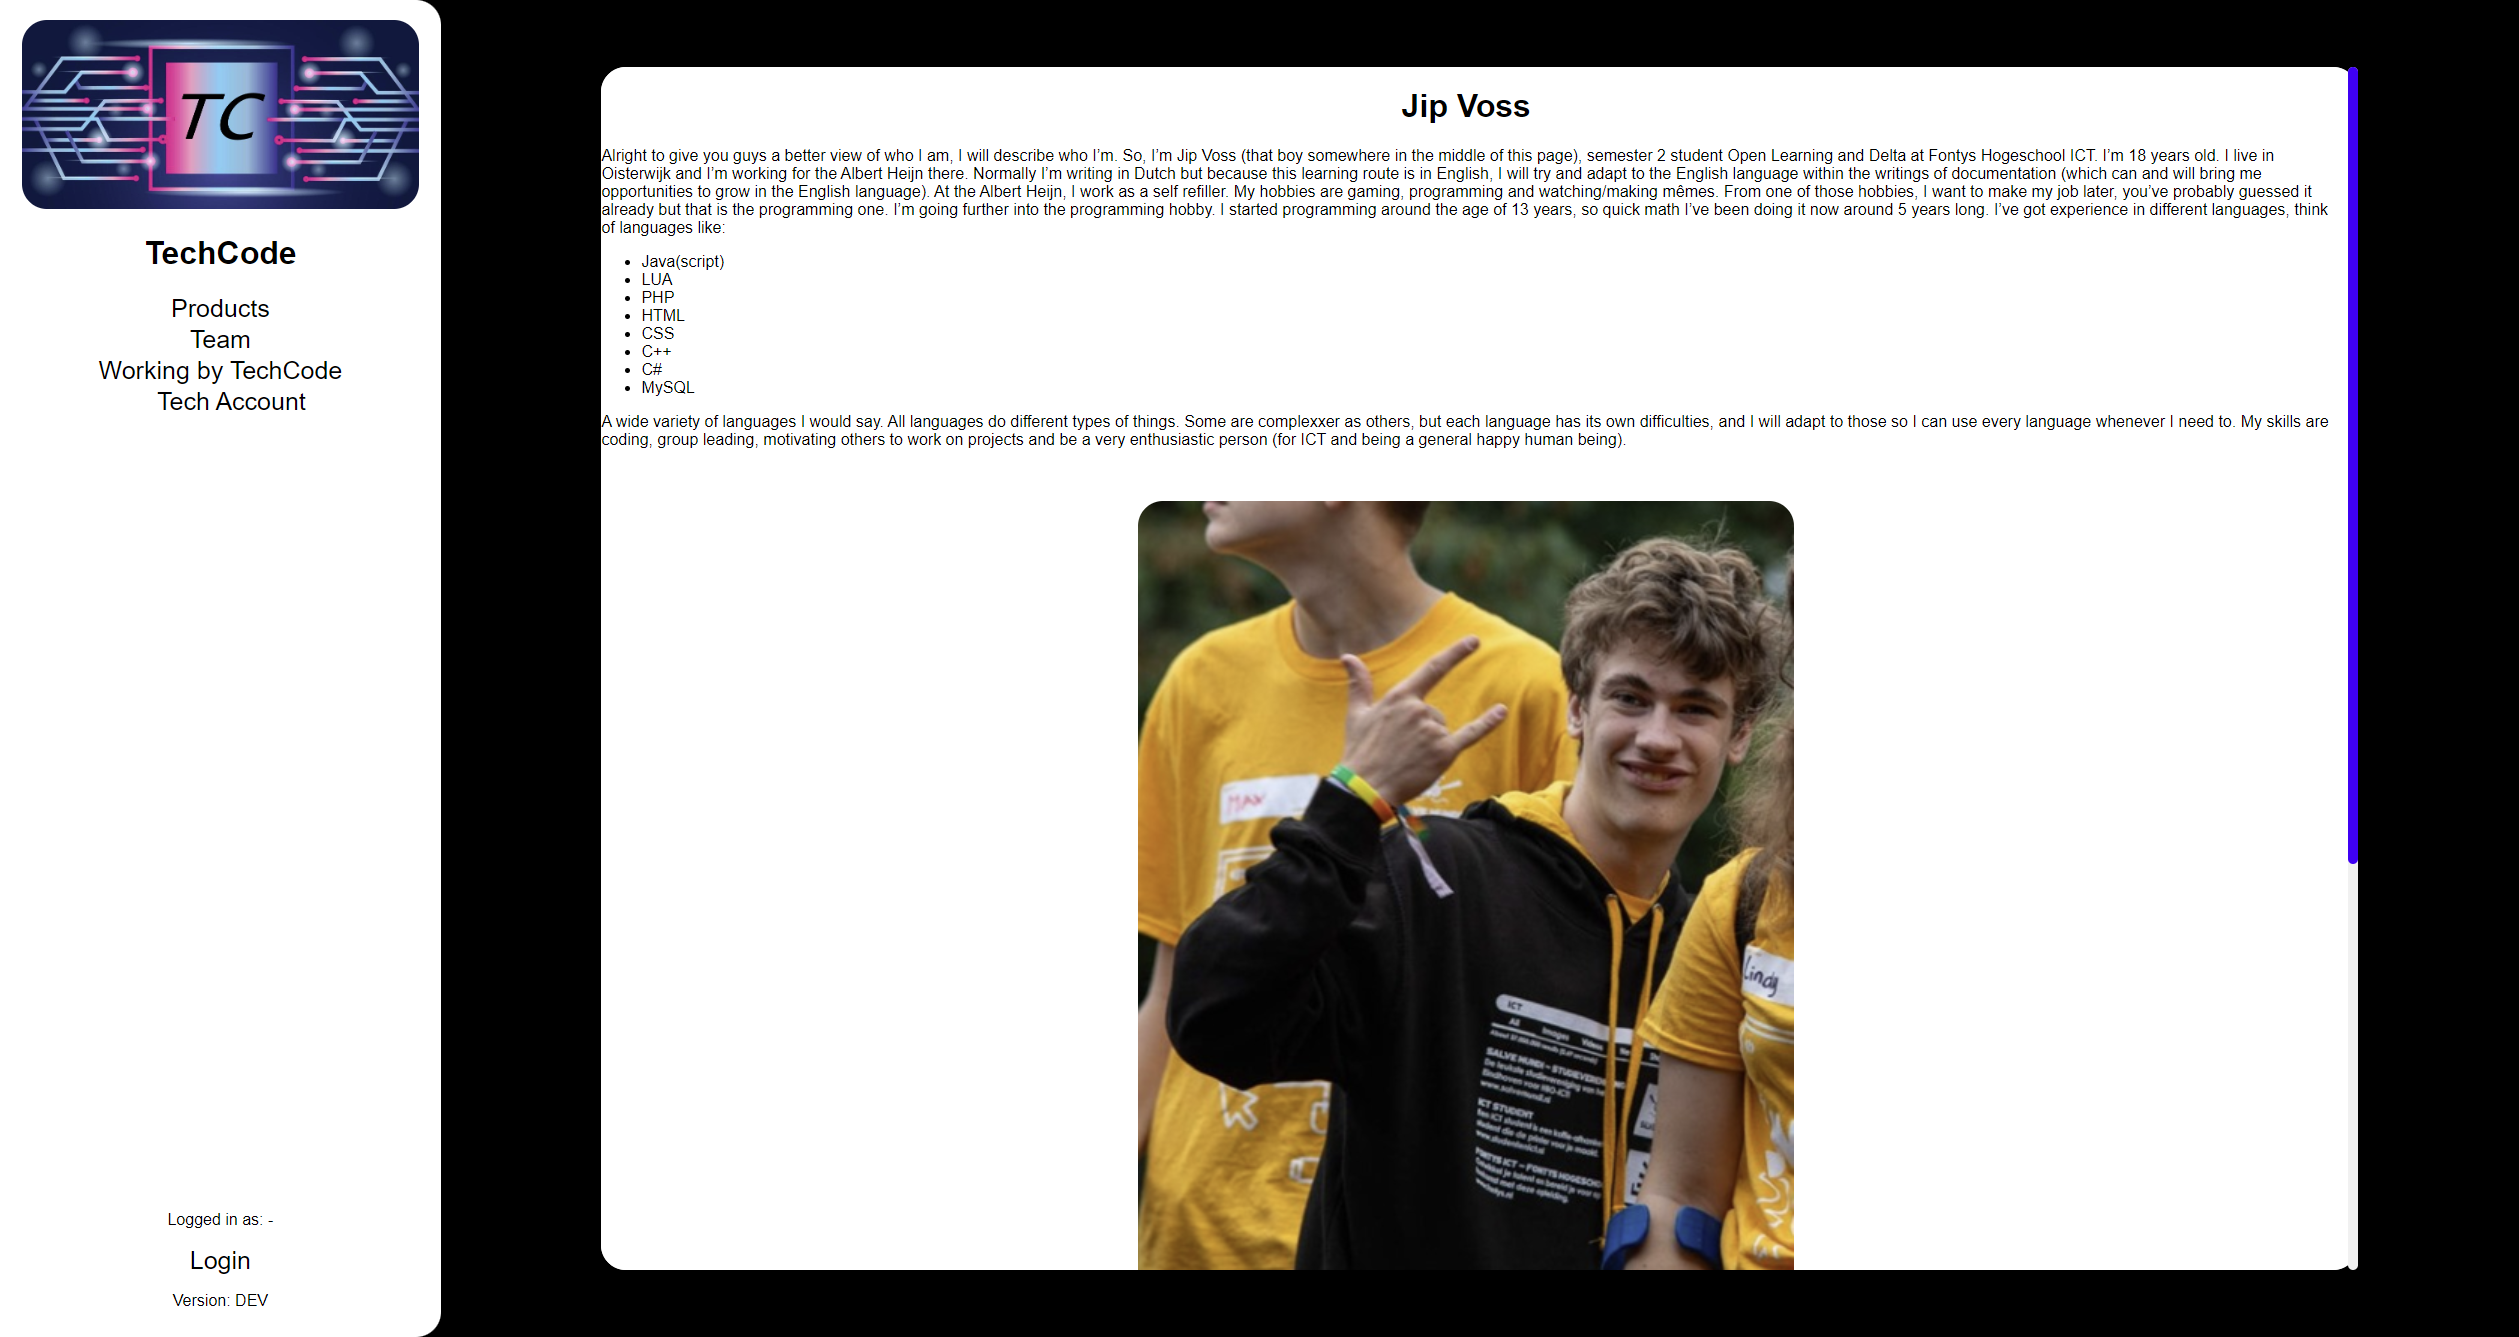 TC
TechCode
Products
Team
Working by TechCode
Tech Account
Logged in as: -
Login
Version: DEV
Jip Voss
Alright to give you guys a better view of who I am, I will describe who I’m. So, I’m Jip Voss (that boy somewhere in the middle of this page), semester 2 student Open Learning and Delta at Fontys Hogeschool ICT. I’m 18 years old. I live in
Oisterwijk and I’m working for the Albert Heijn there. Normally I’m writing in Dutch but because this learning route is in English, I will try and adapt to the English language within the writings of documentation (which can and will bring me
opportunities to grow in the English language). At the Albert Heijn, I work as a self refiller. My hobbies are gaming, programming and watching/making mêmes. From one of those hobbies, I want to make my job later, you’ve probably guessed it
already but that is the programming one. I’m going further into the programming hobby. I started programming around the age of 13 years, so quick math I’ve been doing it now around 5 years long. I’ve got experience in different languages, think
of languages like:
• Java(script)
• LUA
• PHP
• HTML
• CSS
• C++
• C#
• MySQL
A wide variety of languages I would say. All languages do different types of things. Some are complexxer as others, but each language has its own difficulties, and I will adapt to those so I can use every language whenever I need to. My skills are
coding, group leading, motivating others to work on projects and be a very enthusiastic person (for ICT and being a general happy human being).
MAX
Lindy
ICT
All Images Videos
SALVE MUNDI - STUDIEVEREN
www.salvemundi.nl
ICT STUDENT
FONTYS ICT - FONTYS HOGESCHO